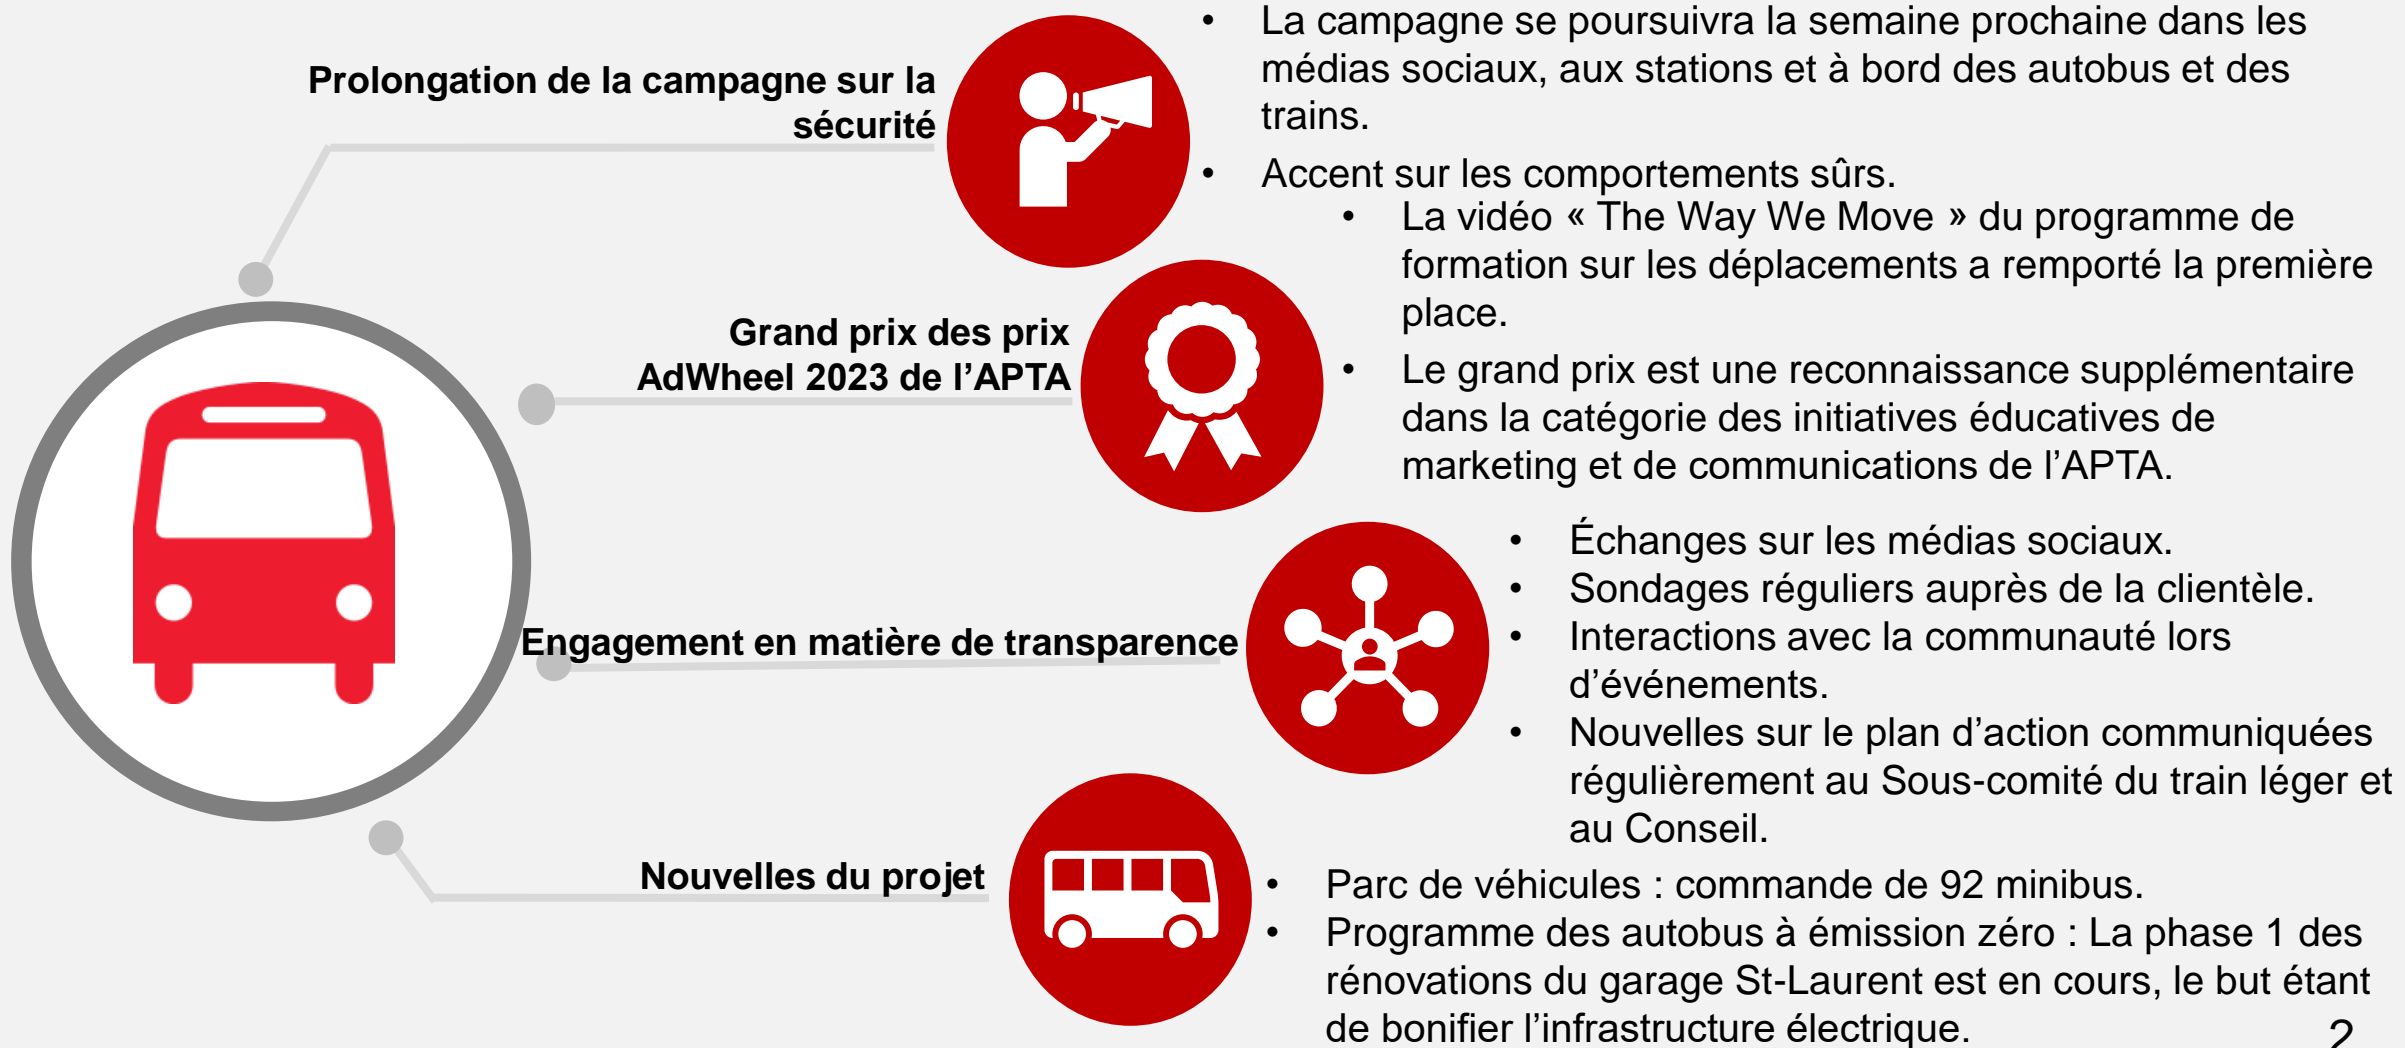 Prolongation de la campagne sur la
sécurité
• La campagne se poursuivra la semaine prochaine dans les
médias sociaux, aux stations et à bord des autobus et des
trains.
• Accent sur les comportements sûrs.
Grand prix des prix
AdWheel 2023 de l’APTA
• La vidéo « The Way We Move » du programme de
formation sur les déplacements a remporté la première
place.
• Le grand prix est une reconnaissance supplémentaire
dans la catégorie des initiatives éducatives de
marketing et de communications de l’APTA.
Engagement en matière de transparence
• Échanges sur les médias sociaux.
• Sondages réguliers auprès de la clientèle.
• Interactions avec la communauté lors
d’événements.
• Nouvelles sur le plan d’action communiquées
régulièrement au Sous-comité du train léger et
au Conseil.
Nouvelles du projet
• Parc de véhicules : commande de 92 minibus.
• Programme des autobus à émission zéro : La phase 1 des
rénovations du garage St-Laurent est en cours, le but étant
de bonifier l’infrastructure électrique.
2